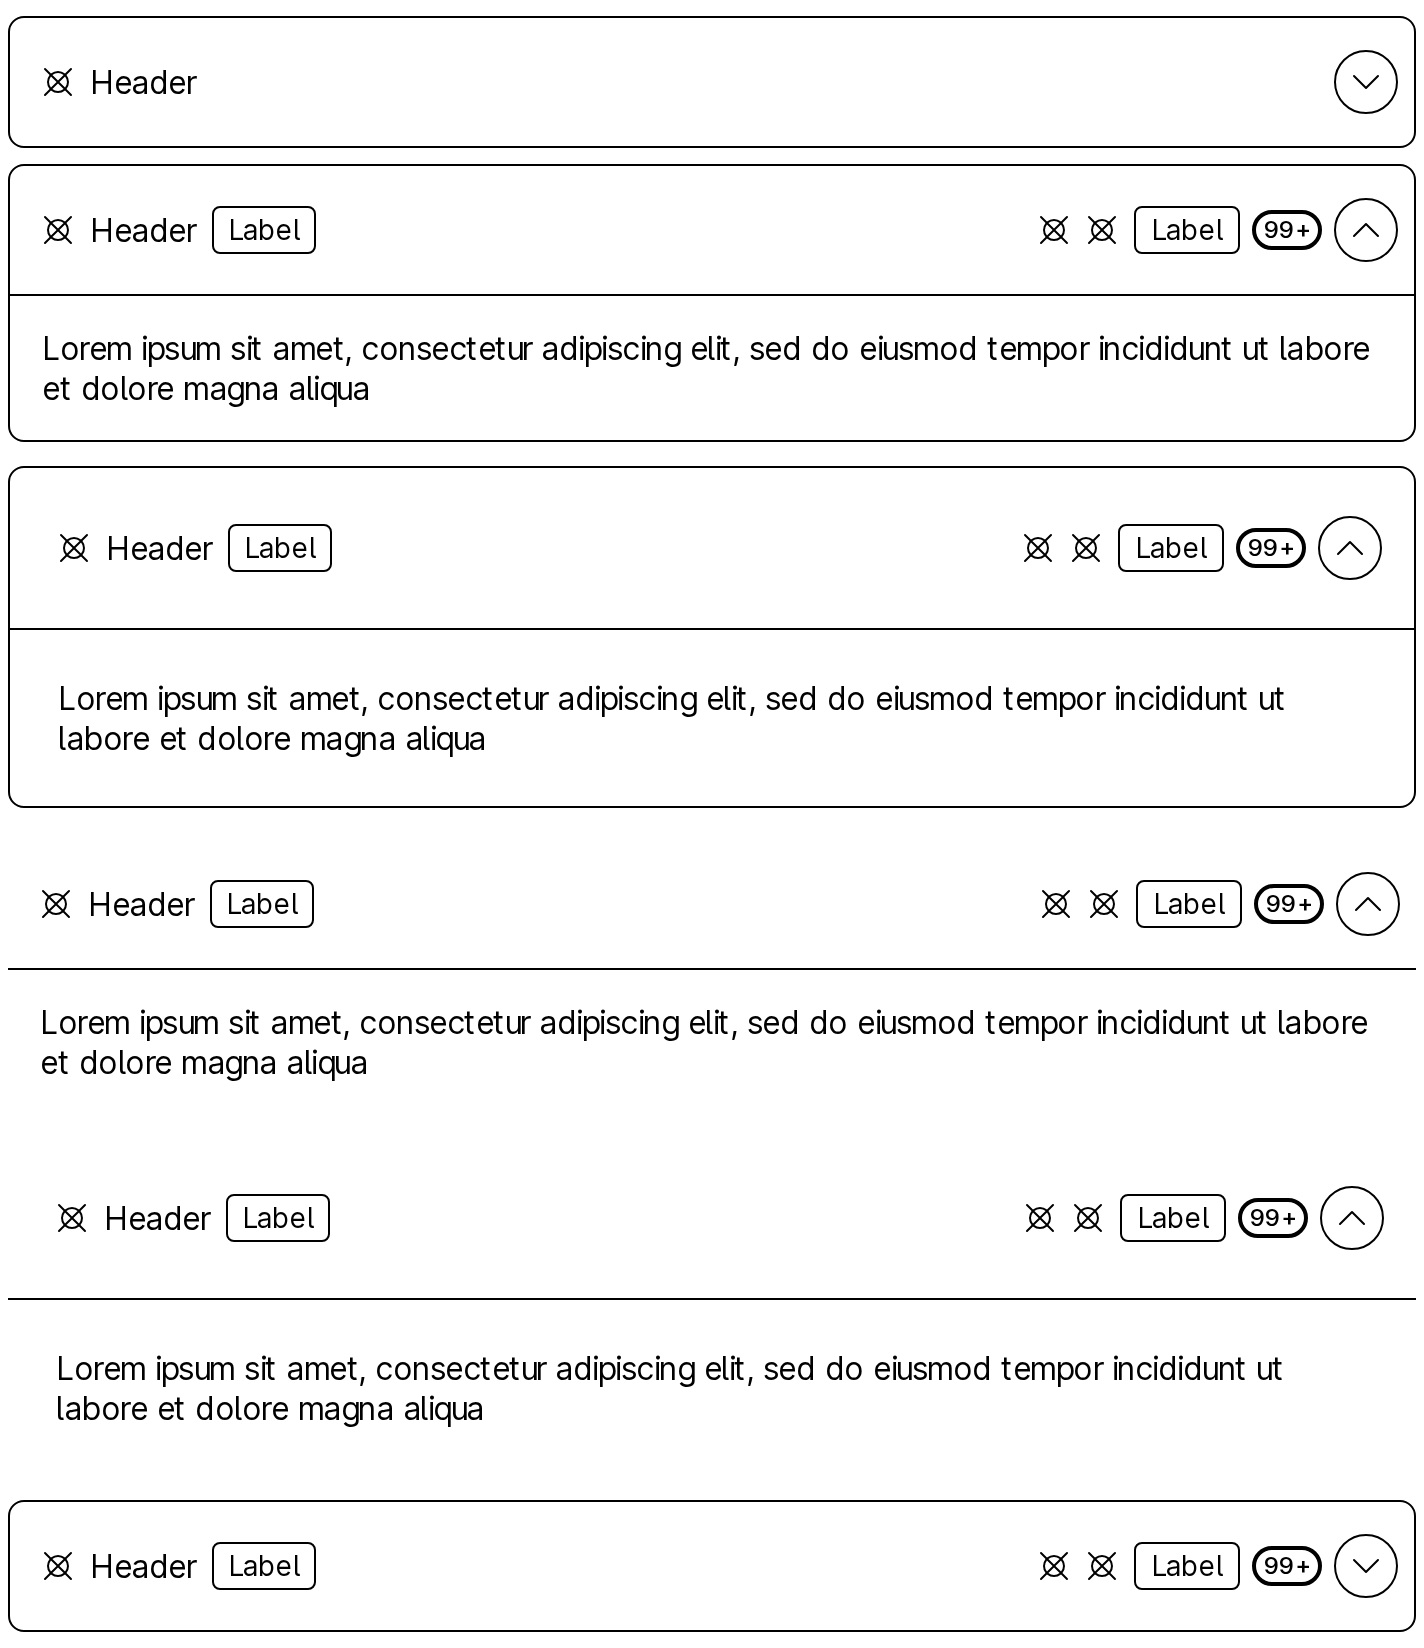 Header
Header Label Label 99+
Lorem ipsum sit amet, consectetur adipiscing elit, sed do eiusmod tempor incididunt ut labore
et dolore magna aliqua
Header Label Label 99+
Lorem ipsum sit amet, consectetur adipiscing elit, sed do eiusmod tempor incididunt ut
labore et dolore magna aliqua
Header Label Label 99+
Lorem ipsum sit amet, consectetur adipiscing elit, sed do eiusmod tempor incididunt ut labore
et dolore magna aliqua
Header Label Label 99+
Lorem ipsum sit amet, consectetur adipiscing elit, sed do eiusmod tempor incididunt ut
labore et dolore magna aliqua
Header Label Label 99+